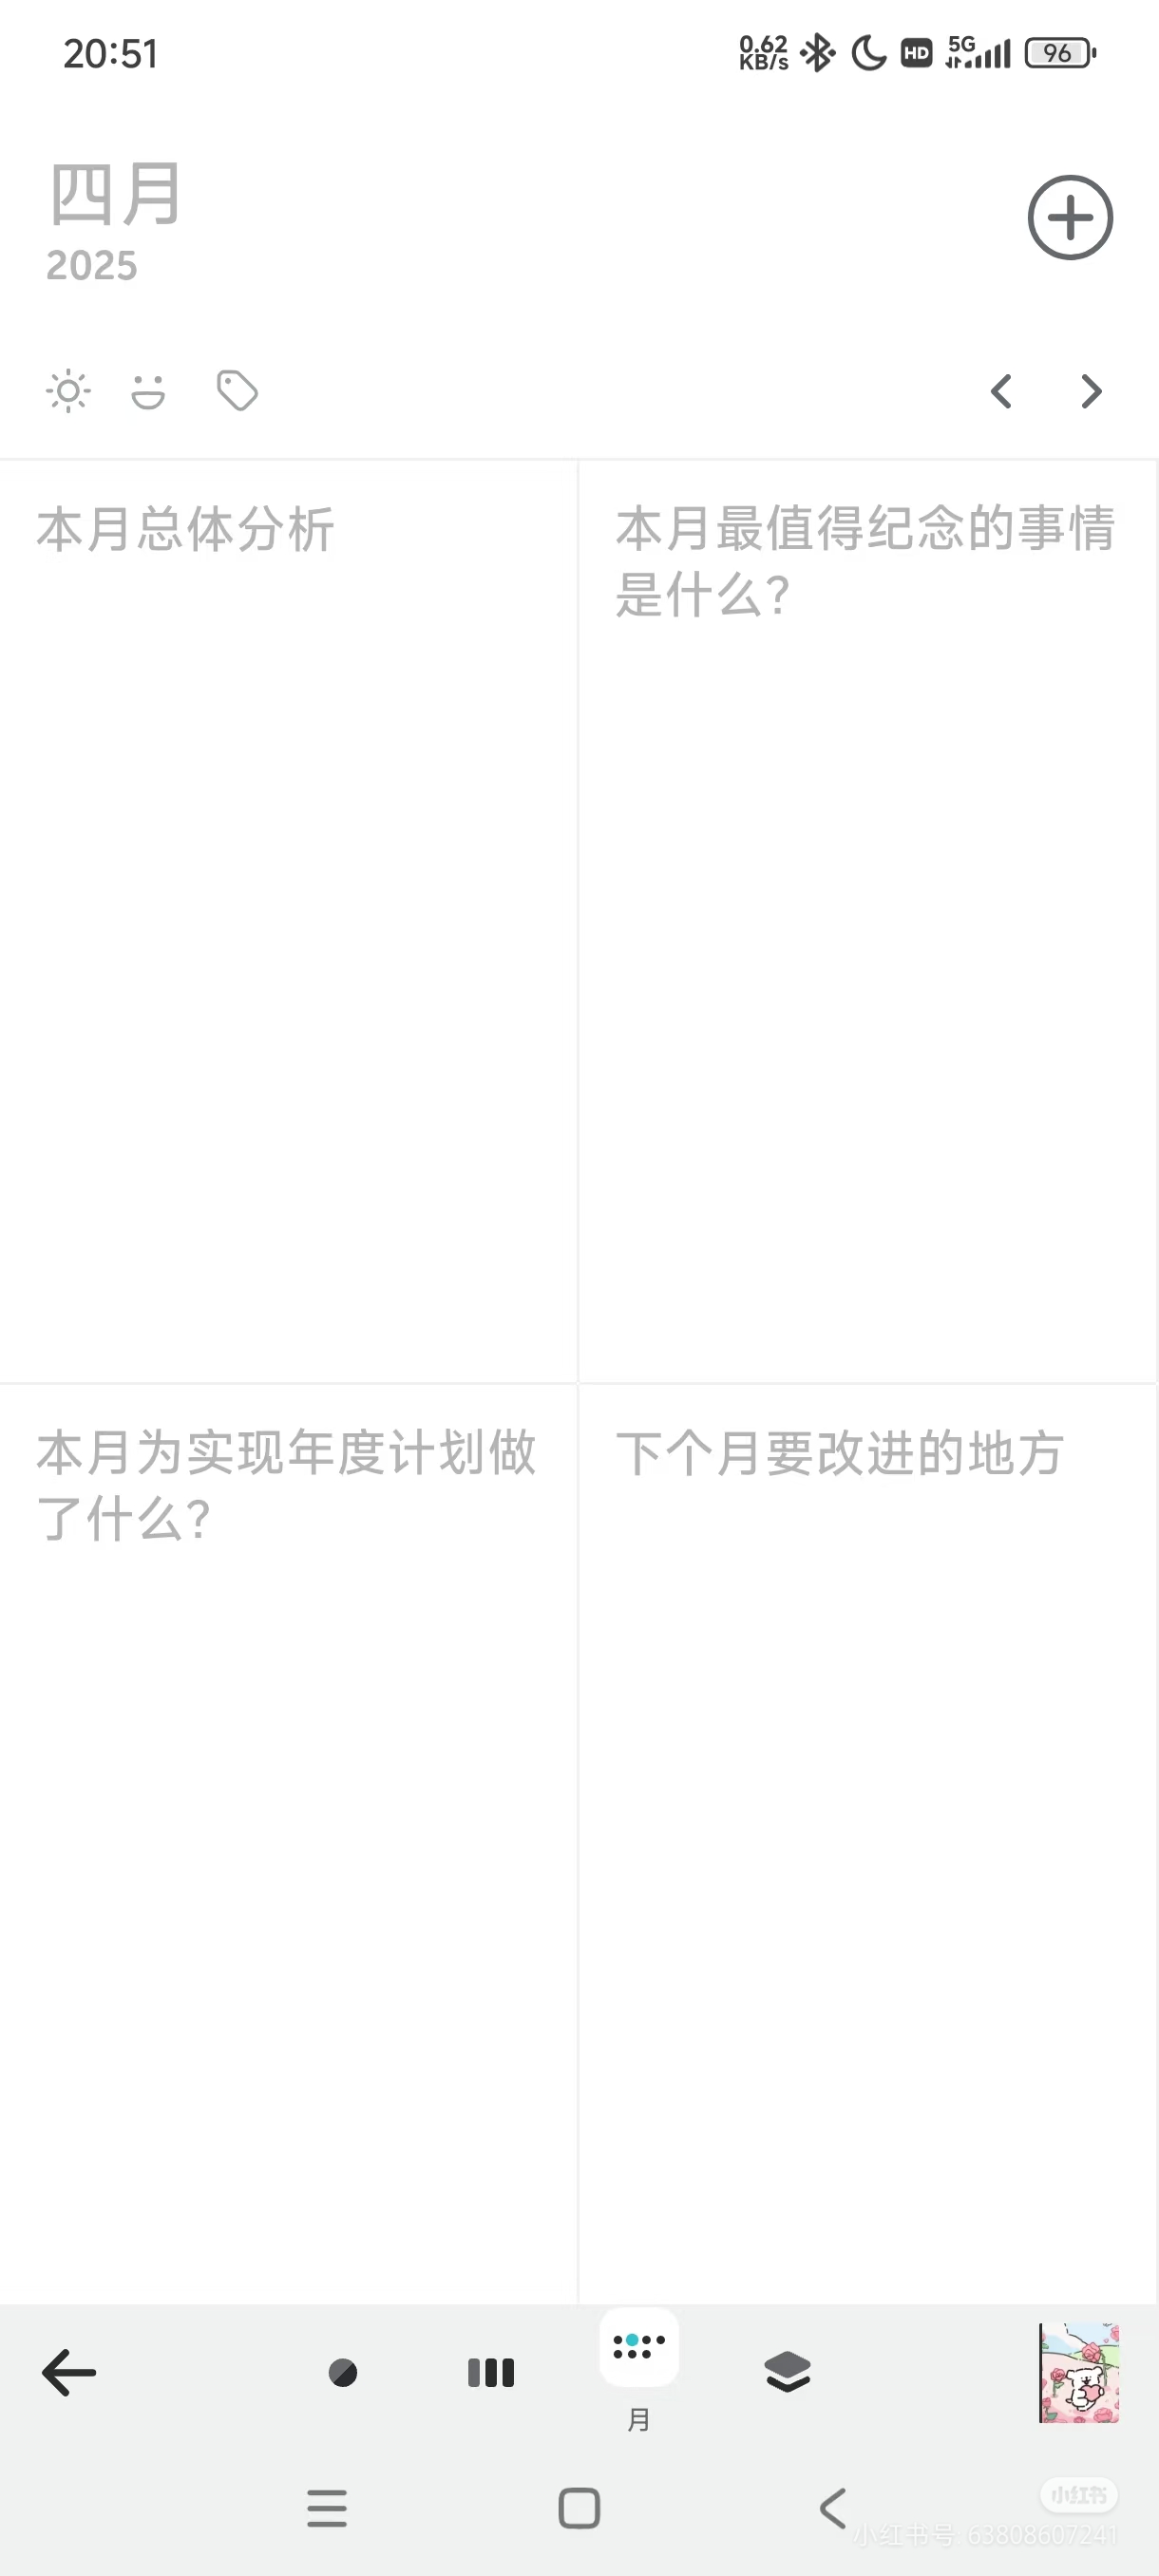 20:51
0.62
KB/s
HD
5G
96
四月
2025
本月总体分析
本月最值得纪念的事情
是什么?
本月为实现年度计划做
了什么?
下个月要改进的地方
月
小红书
小红书号: 63808607241